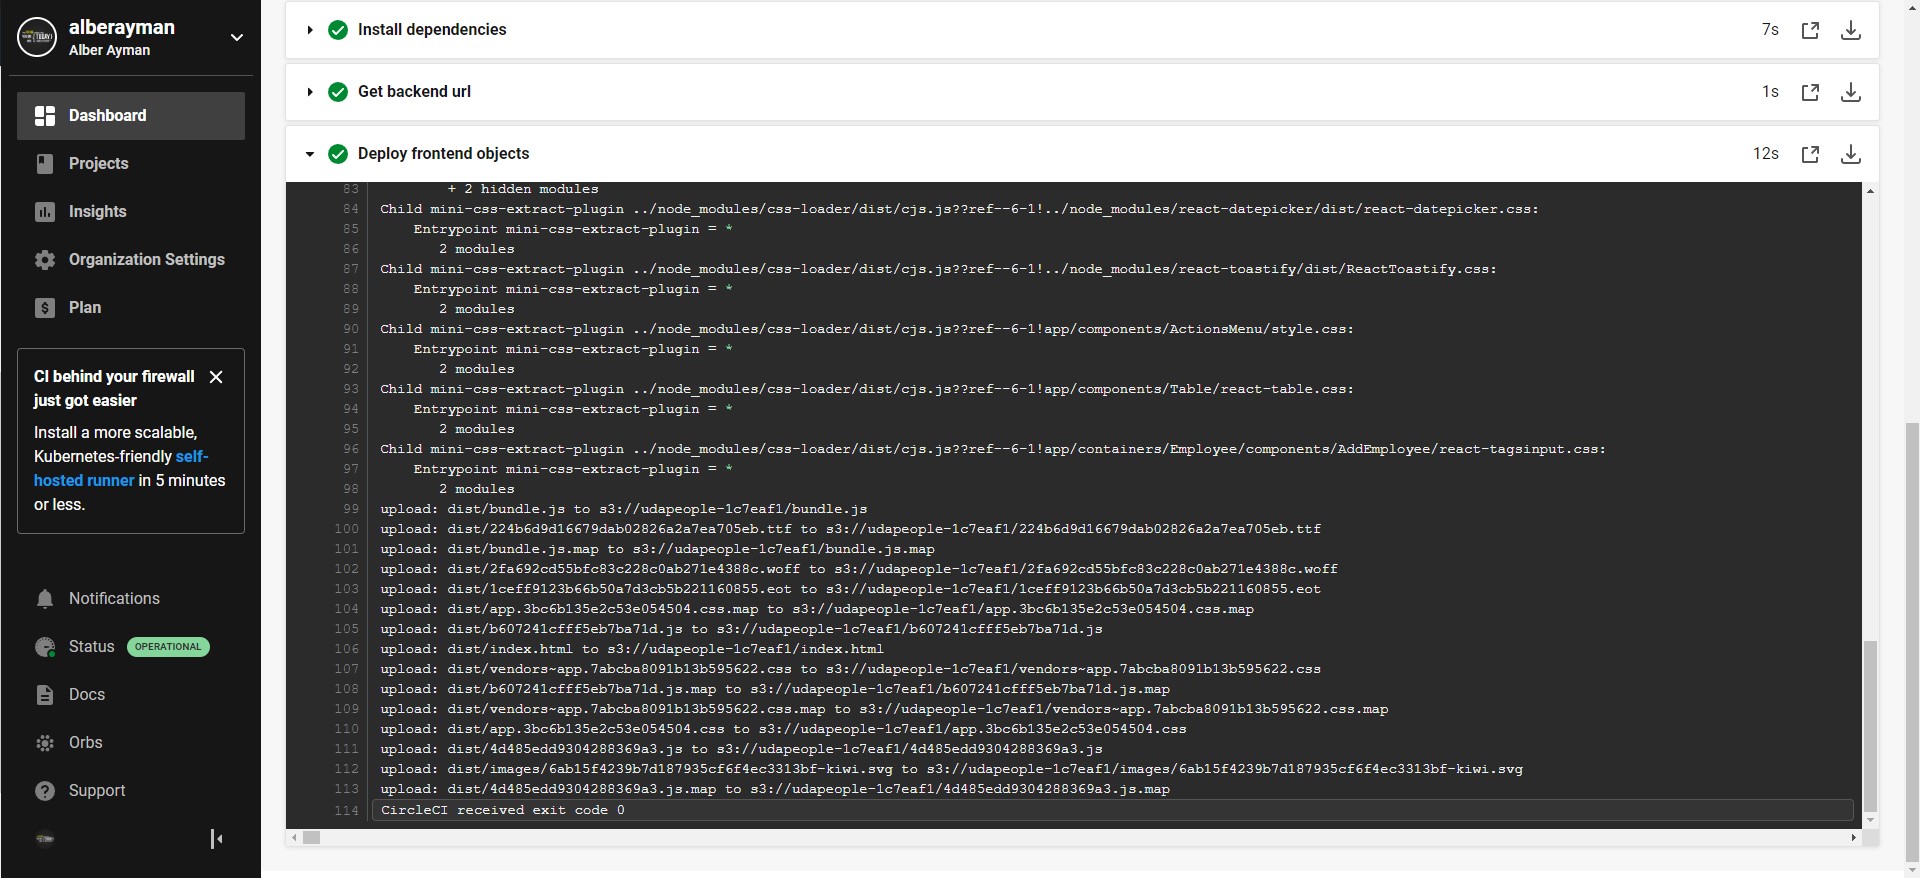 alberayman
Alber Ayman
Dashboard
Projects
Insights
Organization Settings
Plan
CI behind your firewall
just got easier
Install a more scalable,
Kubernetes-friendly self-
hosted runner in 5 minutes
or less.
Notifications
Status OPERATIONAL
Docs
Orbs
Support
Install dependencies 7s
Get backend url 1s
Deploy frontend objects 12s
83 + 2 hidden modules
84 Child mini-css-extract-plugin ../node_modules/css-loader/dist/cjs.js??ref--6-1!../node_modules/react-datepicker/dist/react-datepicker.css:
85 Entrypoint mini-css-extract-plugin = *
86 2 modules
87 Child mini-css-extract-plugin ../node_modules/css-loader/dist/cjs.js??ref--6-1!../node_modules/react-toastify/dist/ReactToastify.css:
88 Entrypoint mini-css-extract-plugin = *
89 2 modules
90 Child mini-css-extract-plugin ../node_modules/css-loader/dist/cjs.js??ref--6-1!app/components/ActionsMenu/style.css:
91 Entrypoint mini-css-extract-plugin = *
92 2 modules
93 Child mini-css-extract-plugin ../node_modules/css-loader/dist/cjs.js??ref--6-1!app/components/Table/react-table.css:
94 Entrypoint mini-css-extract-plugin = *
95 2 modules
96 Child mini-css-extract-plugin ../node_modules/css-loader/dist/cjs.js??ref--6-1!app/containers/Employee/components/AddEmployee/react-tagsinput.css:
97 Entrypoint mini-css-extract-plugin = *
98 2 modules
99 upload: dist/bundle.js to s3://udapeople-1c7eaf1/bundle.js
100 upload: dist/224b6d9d16679dab02826a2a7ea705eb.ttf to s3://udapeople-1c7eaf1/224b6d9d16679dab02826a2a7ea705eb.ttf
101 upload: dist/bundle.js.map to s3://udapeople-1c7eaf1/bundle.js.map
102 upload: dist/2fa692cd55bfc83c228c0ab271e4388c.woff to s3://udapeople-1c7eaf1/2fa692cd55bfc83c228c0ab271e4388c.woff
103 upload: dist/1ceff9123b66b50a7d3cb5b221160855.eot to s3://udapeople-1c7eaf1/1ceff9123b66b50a7d3cb5b221160855.eot
104 upload: dist/app.3bc6b135e2c53e054504.css.map to s3://udapeople-1c7eaf1/app.3bc6b135e2c53e054504.css.map
105 upload: dist/b607241cfff5eb7ba71d.js to s3://udapeople-1c7eaf1/b607241cfff5eb7ba71d.js
106 upload: dist/index.html to s3://udapeople-1c7eaf1/index.html
107 upload: dist/vendors~app.7abcba8091b13b595622.css to s3://udapeople-1c7eaf1/vendors~app.7abcba8091b13b595622.css
108 upload: dist/b607241cfff5eb7ba71d.js.map to s3://udapeople-1c7eaf1/b607241cfff5eb7ba71d.js.map
109 upload: dist/vendors~app.7abcba8091b13b595622.css.map to s3://udapeople-1c7eaf1/vendors~app.7abcba8091b13b595622.css.map
110 upload: dist/app.3bc6b135e2c53e054504.css to s3://udapeople-1c7eaf1/app.3bc6b135e2c53e054504.css
111 upload: dist/4d485edd9304288369a3.js to s3://udapeople-1c7eaf1/4d485edd9304288369a3.js
112 upload: dist/images/6ab15f4239b7d187935cf6f4ec3313bf-kiwi.svg to s3://udapeople-1c7eaf1/images/6ab15f4239b7d187935cf6f4ec3313bf-kiwi.svg
113 upload: dist/4d485edd9304288369a3.js.map to s3://udapeople-1c7eaf1/4d485edd9304288369a3.js.map
114 CircleCI received exit code 0